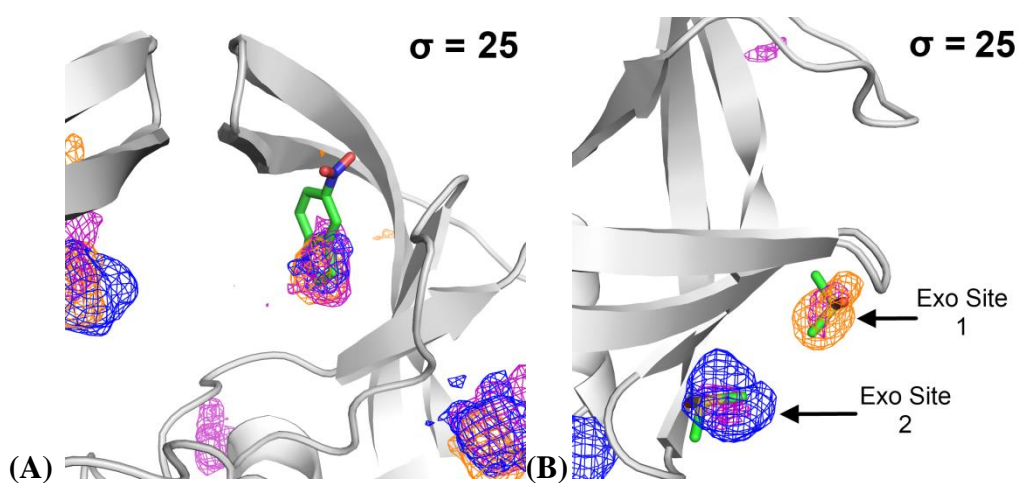 σ = 25
(A)
σ = 25
Exo Site
1
Exo Site
2
(B)